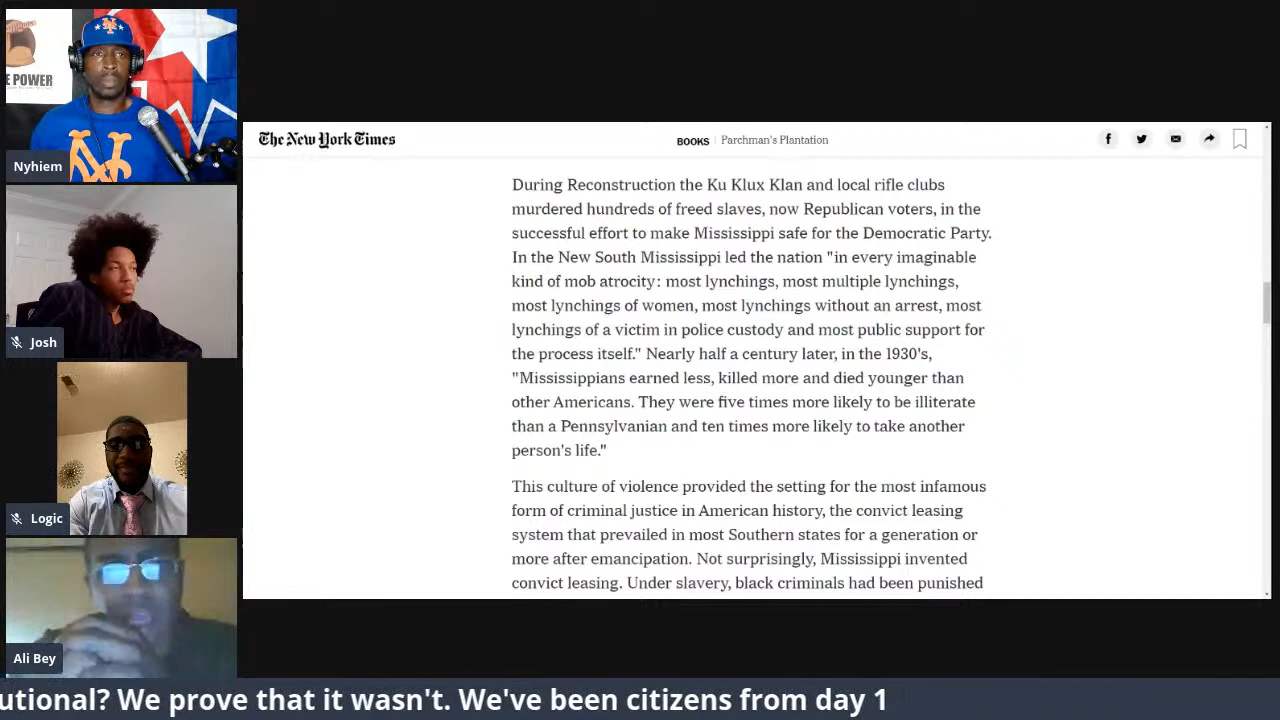 E POWER
Nyhiem
Josh
Logic
Ali Bey
The New York Times
BOOKS | Parchman's Plantation
During Reconstruction the Ku Klux Klan and local rifle clubs
murdered hundreds of freed slaves, now Republican voters, in the
successful effort to make Mississippi safe for the Democratic Party.
In the New South Mississippi led the nation "in every imaginable
kind of mob atrocity: most lynchings, most multiple lynchings,
most lynchings of women, most lynchings without an arrest, most
lynchings of a victim in police custody and most public support for
the process itself." Nearly half a century later, in the 1930's,
"Mississippians earned less, killed more and died younger than
other Americans. They were five times more likely to be illiterate
than a Pennsylvanian and ten times more likely to take another
person's life."
This culture of violence provided the setting for the most infamous
form of criminal justice in American history, the convict leasing
system that prevailed in most Southern states for a generation or
more after emancipation. Not surprisingly, Mississippi invented
convict leasing. Under slavery, black criminals had been punished
utional? We prove that it wasn't. We've been citizens from day 1